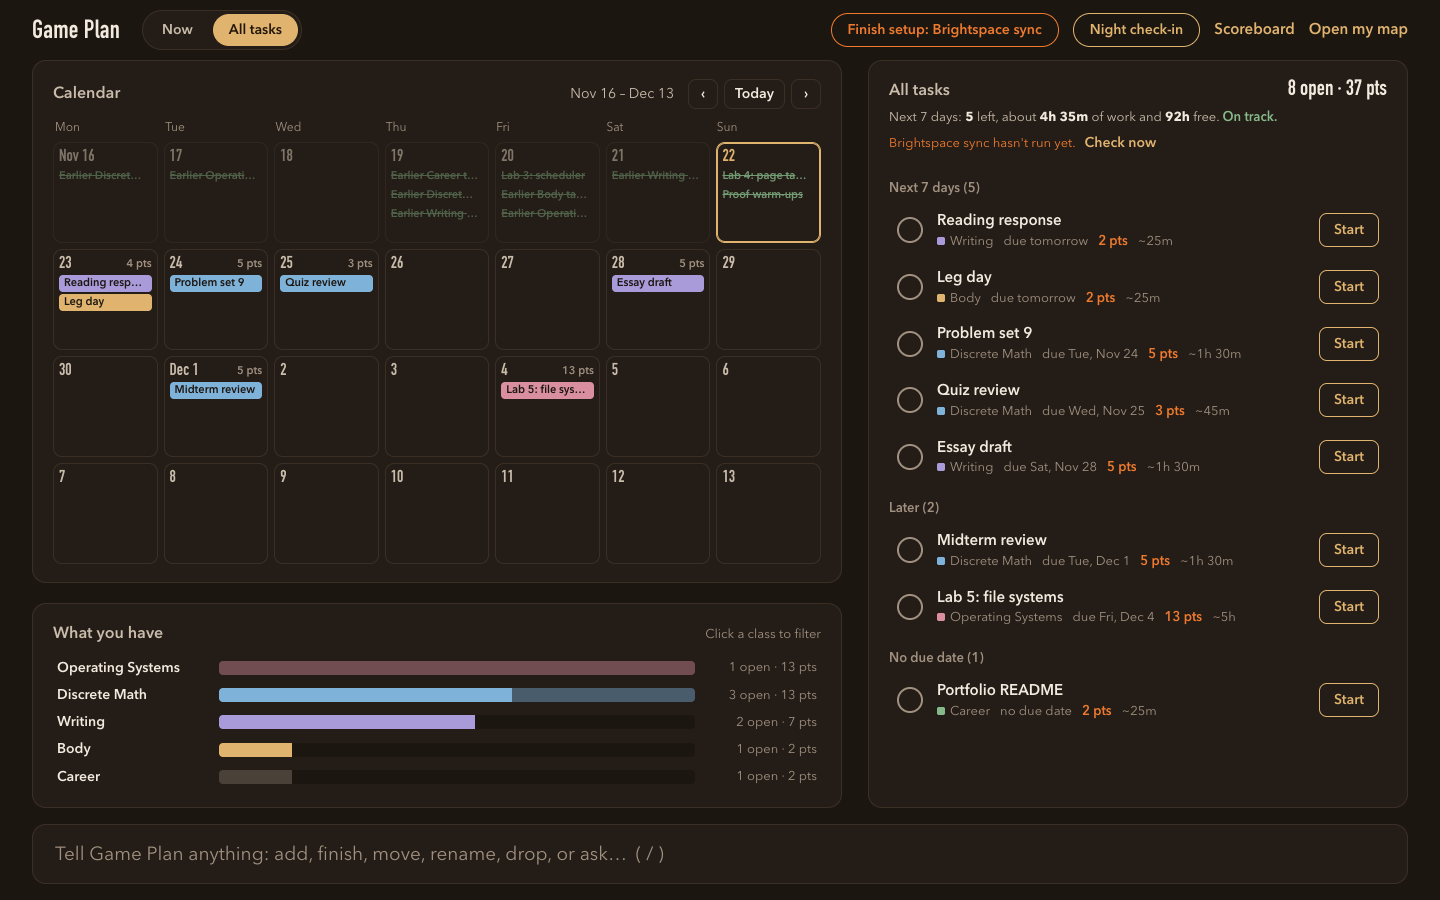 Game Plan
Now
All tasks
Finish setup: Brightspace sync
Night check-in
Scoreboard
Open my map
Calendar
Nov 16 – Dec 13
‹
Today
›
Mon Tue Wed Thu Fri Sat Sun
Nov 16
Earlier Discret…
17
Earlier Operati…
18
19
Earlier Career t…
Earlier Discret…
Earlier Writing …
20
Lab 3: scheduler
Earlier Body ta…
Earlier Operati…
21
Earlier Writing …
22
Lab 4: page ta…
Proof warm-ups
23 4 pts
Reading resp…
Leg day
24 5 pts
Problem set 9
25 3 pts
Quiz review
26
27
28 5 pts
Essay draft
29
30
Dec 1 5 pts
Midterm review
2
3
4 13 pts
Lab 5: file sys…
5
6
7
8
9
10
11
12
13
What you have
Click a class to filter
Operating Systems 1 open · 13 pts
Discrete Math 3 open · 13 pts
Writing 2 open · 7 pts
Body 1 open · 2 pts
Career 1 open · 2 pts
All tasks
8 open · 37 pts
Next 7 days: 5 left, about 4h 35m of work and 92h free. On track.
Brightspace sync hasn't run yet. Check now
Next 7 days (5)
Reading response
Writing due tomorrow 2 pts ~25m
Start
Leg day
Body due tomorrow 2 pts ~25m
Start
Problem set 9
Discrete Math due Tue, Nov 24 5 pts ~1h 30m
Start
Quiz review
Discrete Math due Wed, Nov 25 3 pts ~45m
Start
Essay draft
Writing due Sat, Nov 28 5 pts ~1h 30m
Start
Later (2)
Midterm review
Discrete Math due Tue, Dec 1 5 pts ~1h 30m
Start
Lab 5: file systems
Operating Systems due Fri, Dec 4 13 pts ~5h
Start
No due date (1)
Portfolio README
Career no due date 2 pts ~25m
Start
Tell Game Plan anything: add, finish, move, rename, drop, or ask… ( / )